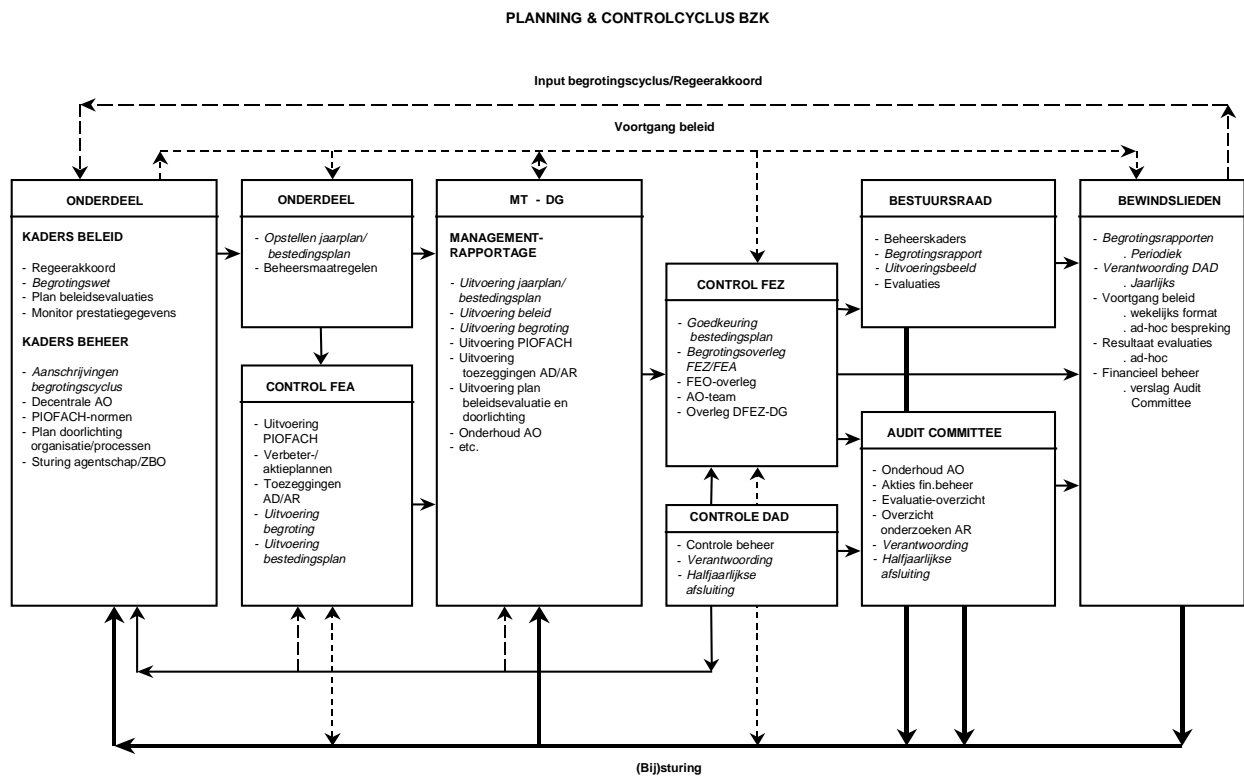 PLANNING & CONTROLCYCLUS BZK
Input begrotingscyclus/Regeerakkoord
Voortgang beleid
ONDERDEEL
KADERS BELEID
- Regeerakkoord
- Begrotingswet
- Plan beleidsevaluaties
- Monitor prestatiegegevens
KADERS BEHEER
- Aanschrijvingen
begrotingscyclus
- Decentrale AO
- PIOFACH-normen
- Plan doorlichting
organisatie/processen
- Sturing agentschap/ZBO
ONDERDEEL
- Opstellen jaarplan/
bestedingsplan
- Beheersmaatregelen
CONTROL FEA
- Uitvoering
PIOFACH
- Verbeter-/
aktieplannen
- Toezeggingen
AD/AR
- Uitvoering
begroting
- Uitvoering
bestedingsplan
MT - DG
MANAGEMENT-
RAPPORTAGE
- Uitvoering jaarplan/
bestedingsplan
- Uitvoering beleid
- Uitvoering begroting
- Uitvoering PIOFACH
- Uitvoering
toezeggingen AD/AR
- Uitvoering plan
beleidsevaluatie en
doorlichting
- Onderhoud AO
- etc.
CONTROL FEZ
- Goedkeuring
bestedingsplan
- Begrotingsoverleg
FEZ/FEA
- FEO-overleg
- AO-team
- Overleg DFEZ-DG
CONTROLE DAD
- Controle beheer
- Verantwoording
- Halfjaarlijkse
afsluiting
BESTUURSRAAD
- Beheerskaders
- Begrotingsrapport
- Uitvoeringsbeeld
- Evaluaties
AUDIT COMMITTEE
- Onderhoud AO
- Akties fin.beheer
- Evaluatie-overzicht
- Overzicht
onderzoeken AR
- Verantwoording
- Halfjaarlijkse
afsluiting
BEWINDSLIEDEN
- Begrotingsrapporten
. Periodiek
- Verantwoording DAD
. Jaarlijks
- Voortgang beleid
. wekelijks format
. ad-hoc bespreking
- Resultaat evaluaties
. ad-hoc
- Financieel beheer
. verslag Audit
Committee
(Bij)sturing